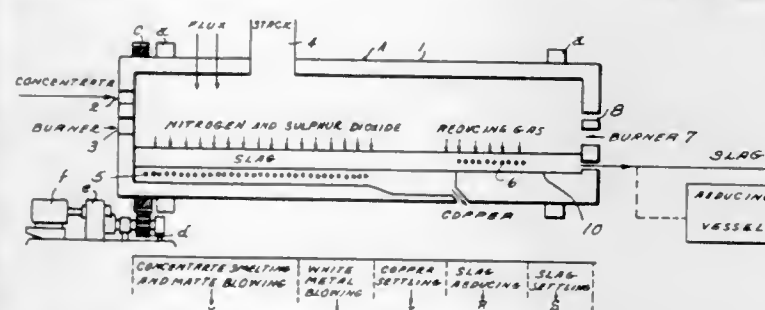 C a FLUX STACK 4 A 1 a
CONCENTRATE
2
8
BURNER 3 NITROGEN AND SULPHUR DIOXIDE REDUCING GAS BURNER 7
SLAG SLAG
5 6
f e REDUCING
COPPER 10
d VESSEL
CONCENTRATE SMELTING WHITE COPPER SLAG SLAG
AND MATTE BLOWING METAL SETTLING REDUCING SETTLING
BLOWING
R S